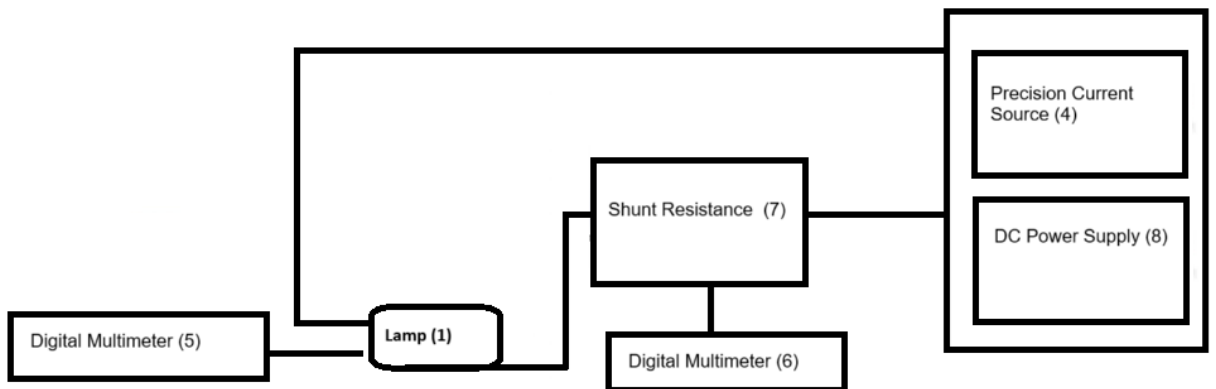 Precision Current
Source (4)
Shunt Resistance (7)
DC Power Supply (8)
Digital Multimeter (5)
Lamp (1)
Digital Multimeter (6)